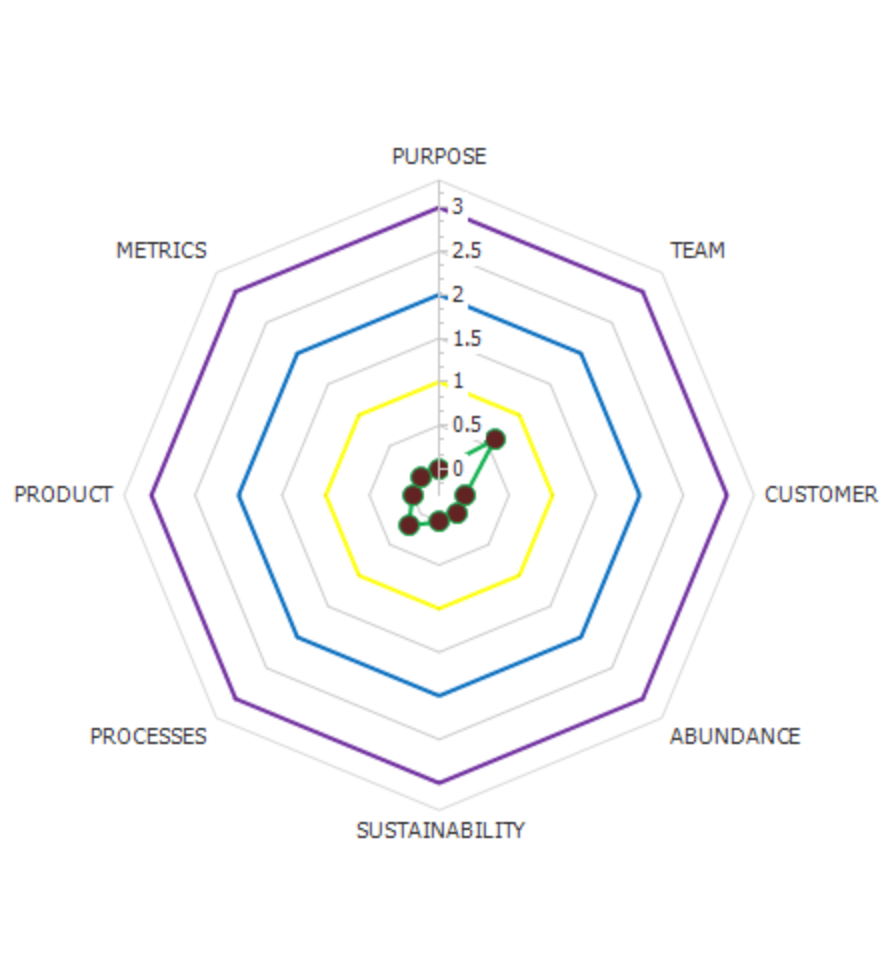 PURPOSE
3
METRICS
TEAM
2.5
2
1.5
1
0.5
0
PRODUCT
CUSTOMER
PROCESSES
ABUNDANCE
SUSTAINABILITY